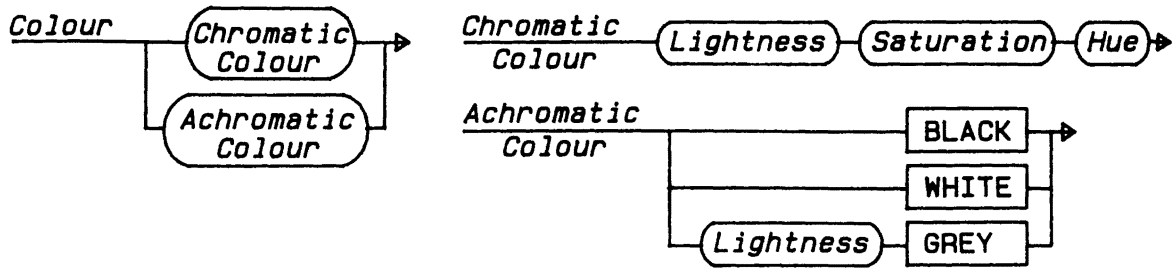 Colour
Chromatic
Colour
Achromatic
Colour
Chromatic
Colour
Lightness
Saturation
Hue
Achromatic
Colour
BLACK
WHITE
Lightness
GREY